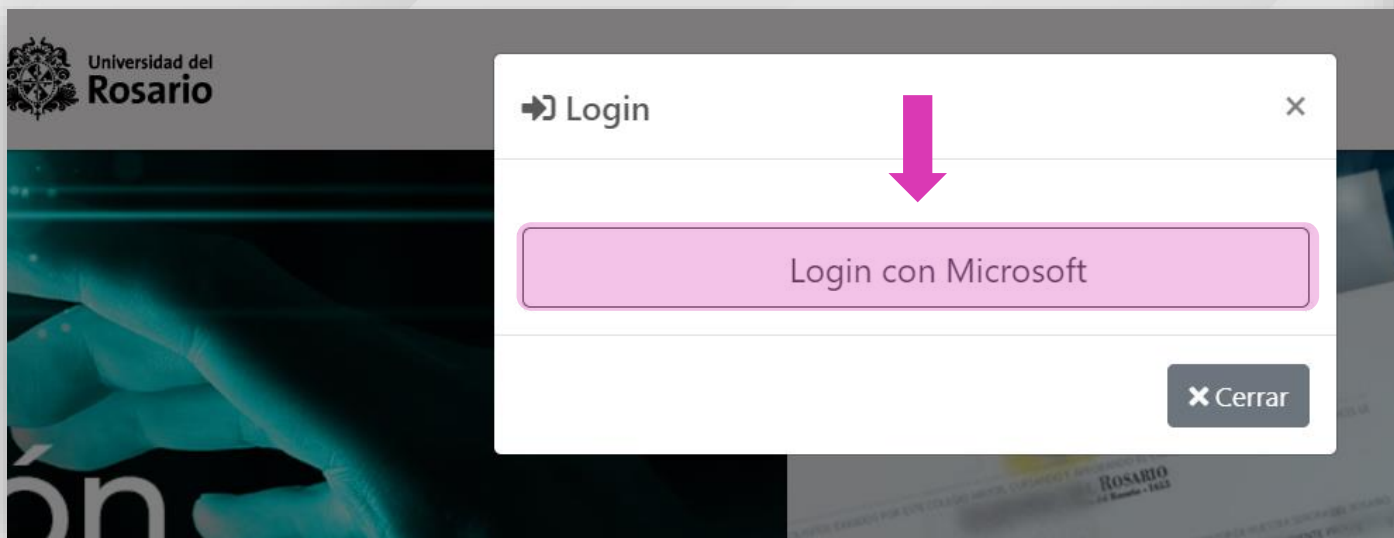 Universidad del
Rosario
Login
×
Login con Microsoft
Cerrar
ón
ROSARIO